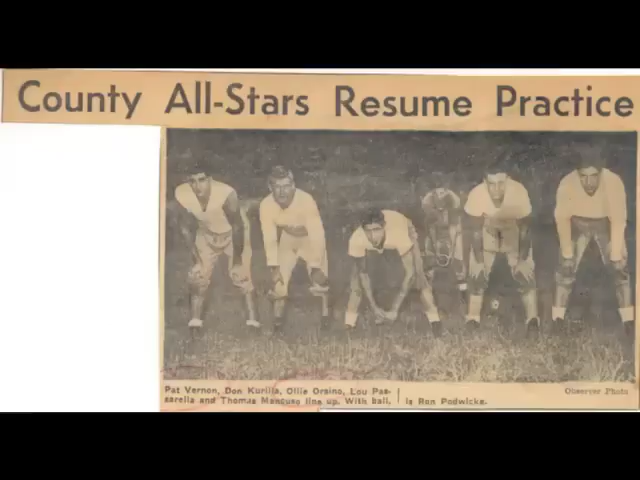 County All-Stars Resume Practice
Pat Vernon, Don Kurilla, Ollie Orsino, Lou Pas-
sarella and Thomas Mancuso line up. With ball,
is Ron Podwicks.
Observer Photo